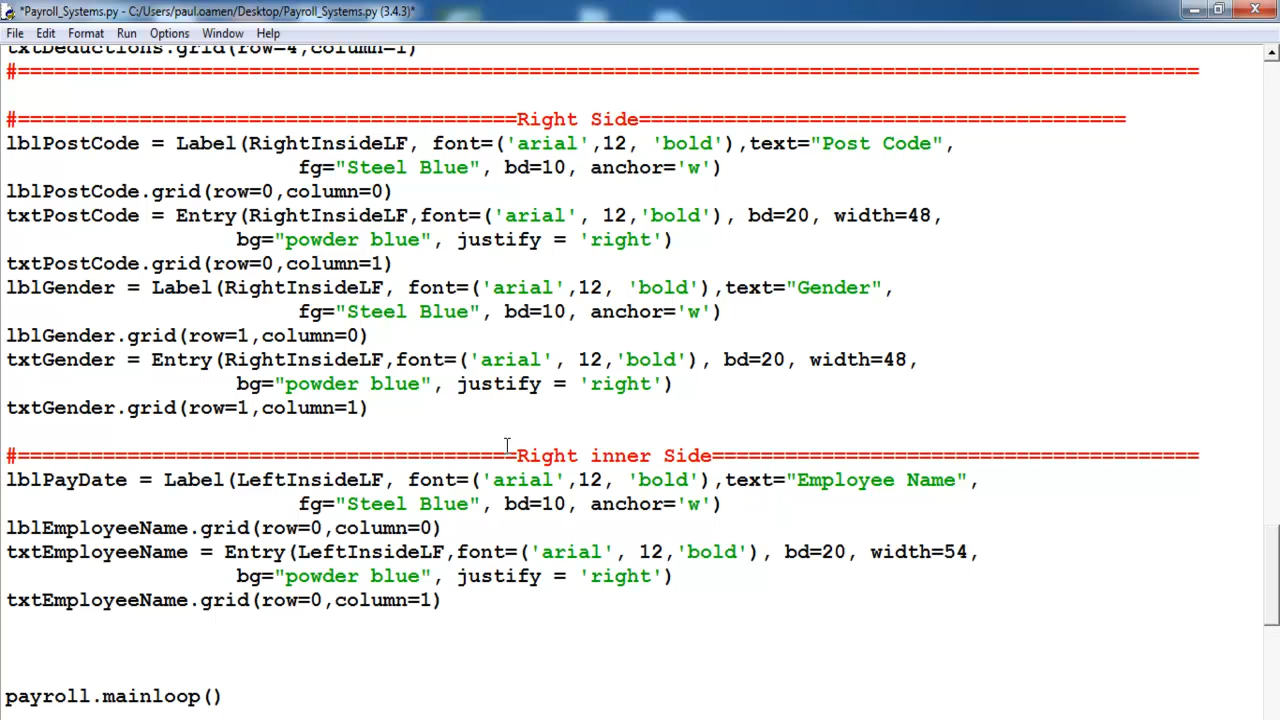 *Payroll_Systems.py - C:/Users/paul.oamen/Desktop/Payroll_Systems.py (3.4.3)*
File Edit Format Run Options Window Help
txtDeductions.grid(row=4,column=1)
#=================================================================================================
#=========================================Right Side========================================
lblPostCode = Label(RightInsideLF, font=('arial',12, 'bold'),text="Post Code",
                        fg="Steel Blue", bd=10, anchor='w')
lblPostCode.grid(row=0,column=0)
txtPostCode = Entry(RightInsideLF,font=('arial', 12,'bold'), bd=20, width=48,
                   bg="powder blue", justify = 'right')
txtPostCode.grid(row=0,column=1)
lblGender = Label(RightInsideLF, font=('arial',12, 'bold'),text="Gender",
                        fg="Steel Blue", bd=10, anchor='w')
lblGender.grid(row=1,column=0)
txtGender = Entry(RightInsideLF,font=('arial', 12,'bold'), bd=20, width=48,
                   bg="powder blue", justify = 'right')
txtGender.grid(row=1,column=1)
#=========================================Right inner Side========================================
lblPayDate = Label(LeftInsideLF, font=('arial',12, 'bold'),text="Employee Name",
                        fg="Steel Blue", bd=10, anchor='w')
lblEmployeeName.grid(row=0,column=0)
txtEmployeeName = Entry(LeftInsideLF,font=('arial', 12,'bold'), bd=20, width=54,
                   bg="powder blue", justify = 'right')
txtEmployeeName.grid(row=0,column=1)
payroll.mainloop()